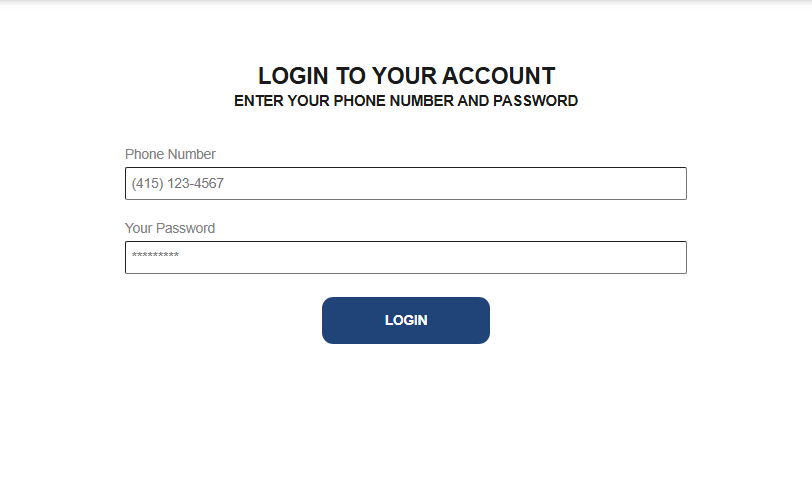 LOGIN TO YOUR ACCOUNT
ENTER YOUR PHONE NUMBER AND PASSWORD
Phone Number
(415) 123-4567
Your Password
*********
LOGIN